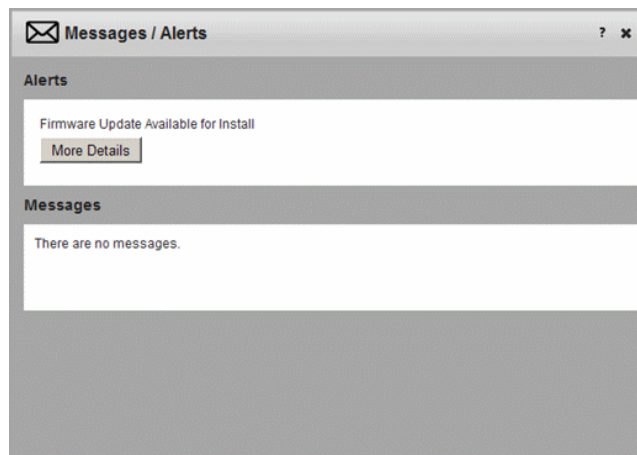 Messages / Alerts ? ✖
Alerts
Firmware Update Available for Install
More Details
Messages
There are no messages.